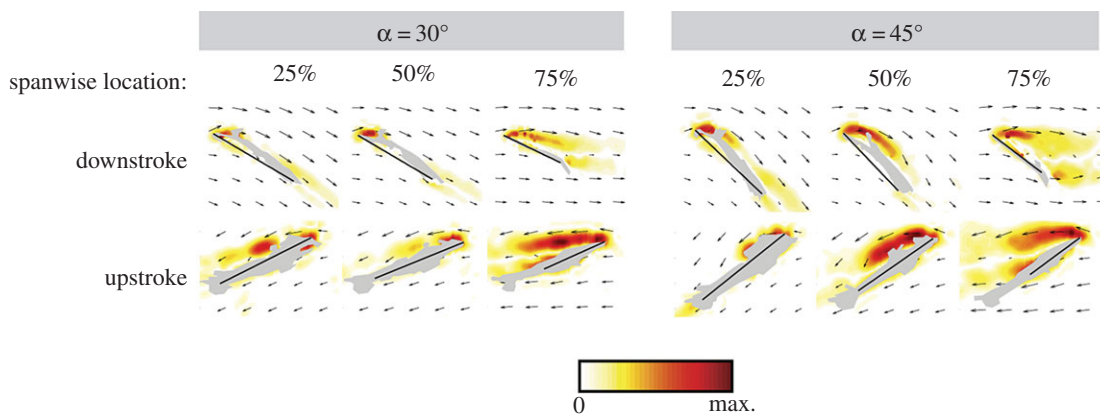 α = 30° α = 45°
spanwise location: 25% 50% 75% 25% 50% 75%
downstroke
upstroke
0 max.